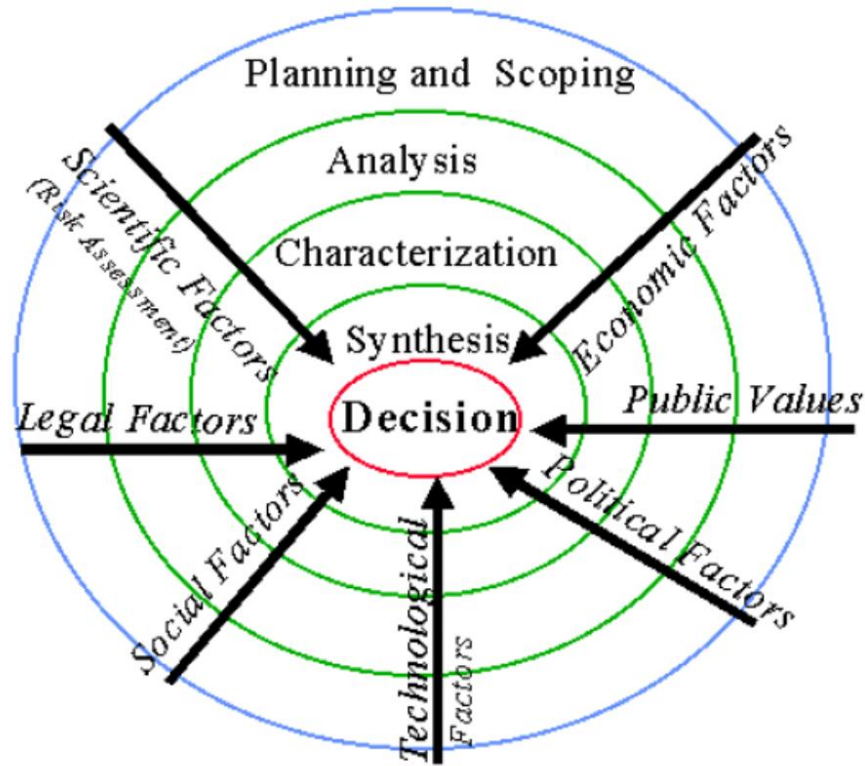 Planning and Scoping
Analysis
Characterization
Synthesis
Decision
Scientific Factors
(Risk Assessment)
Economic Factors
Public Values
Legal Factors
Political Factors
Social Factors
Technological
Factors